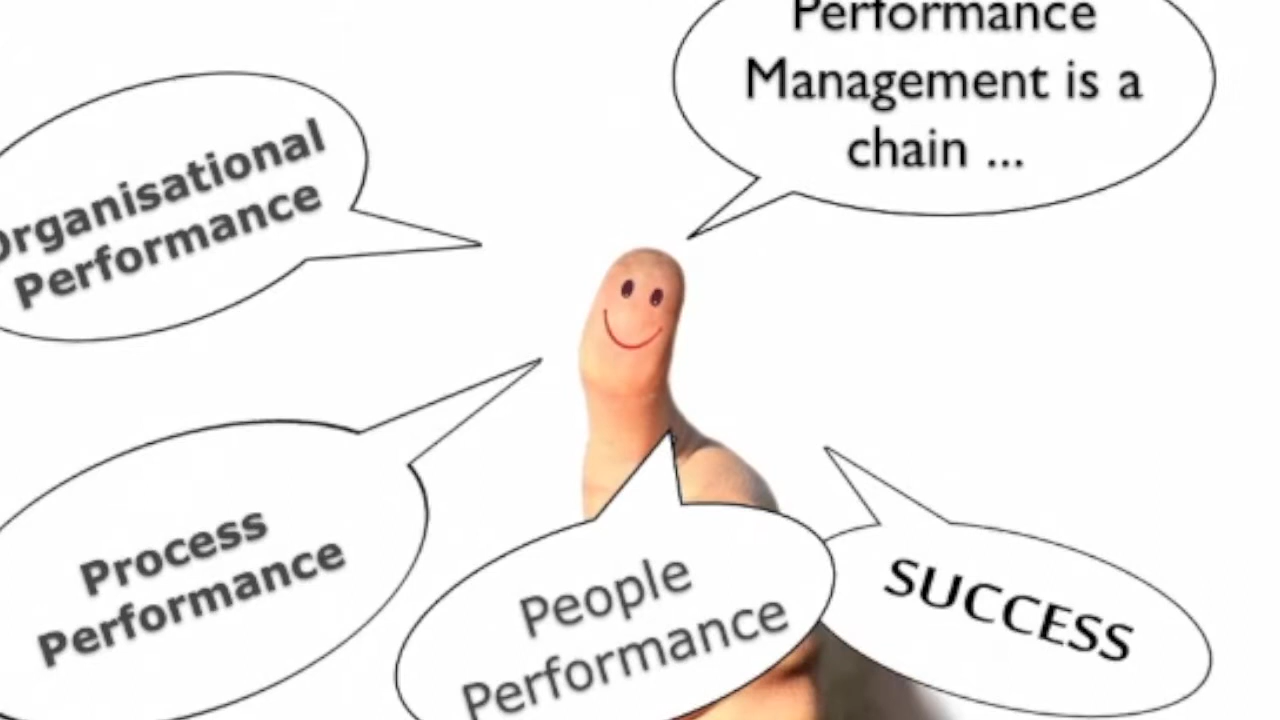 Performance
Management is a
chain ...
Organisational
Performance
Process
Performance
People
Performance
SUCCESS